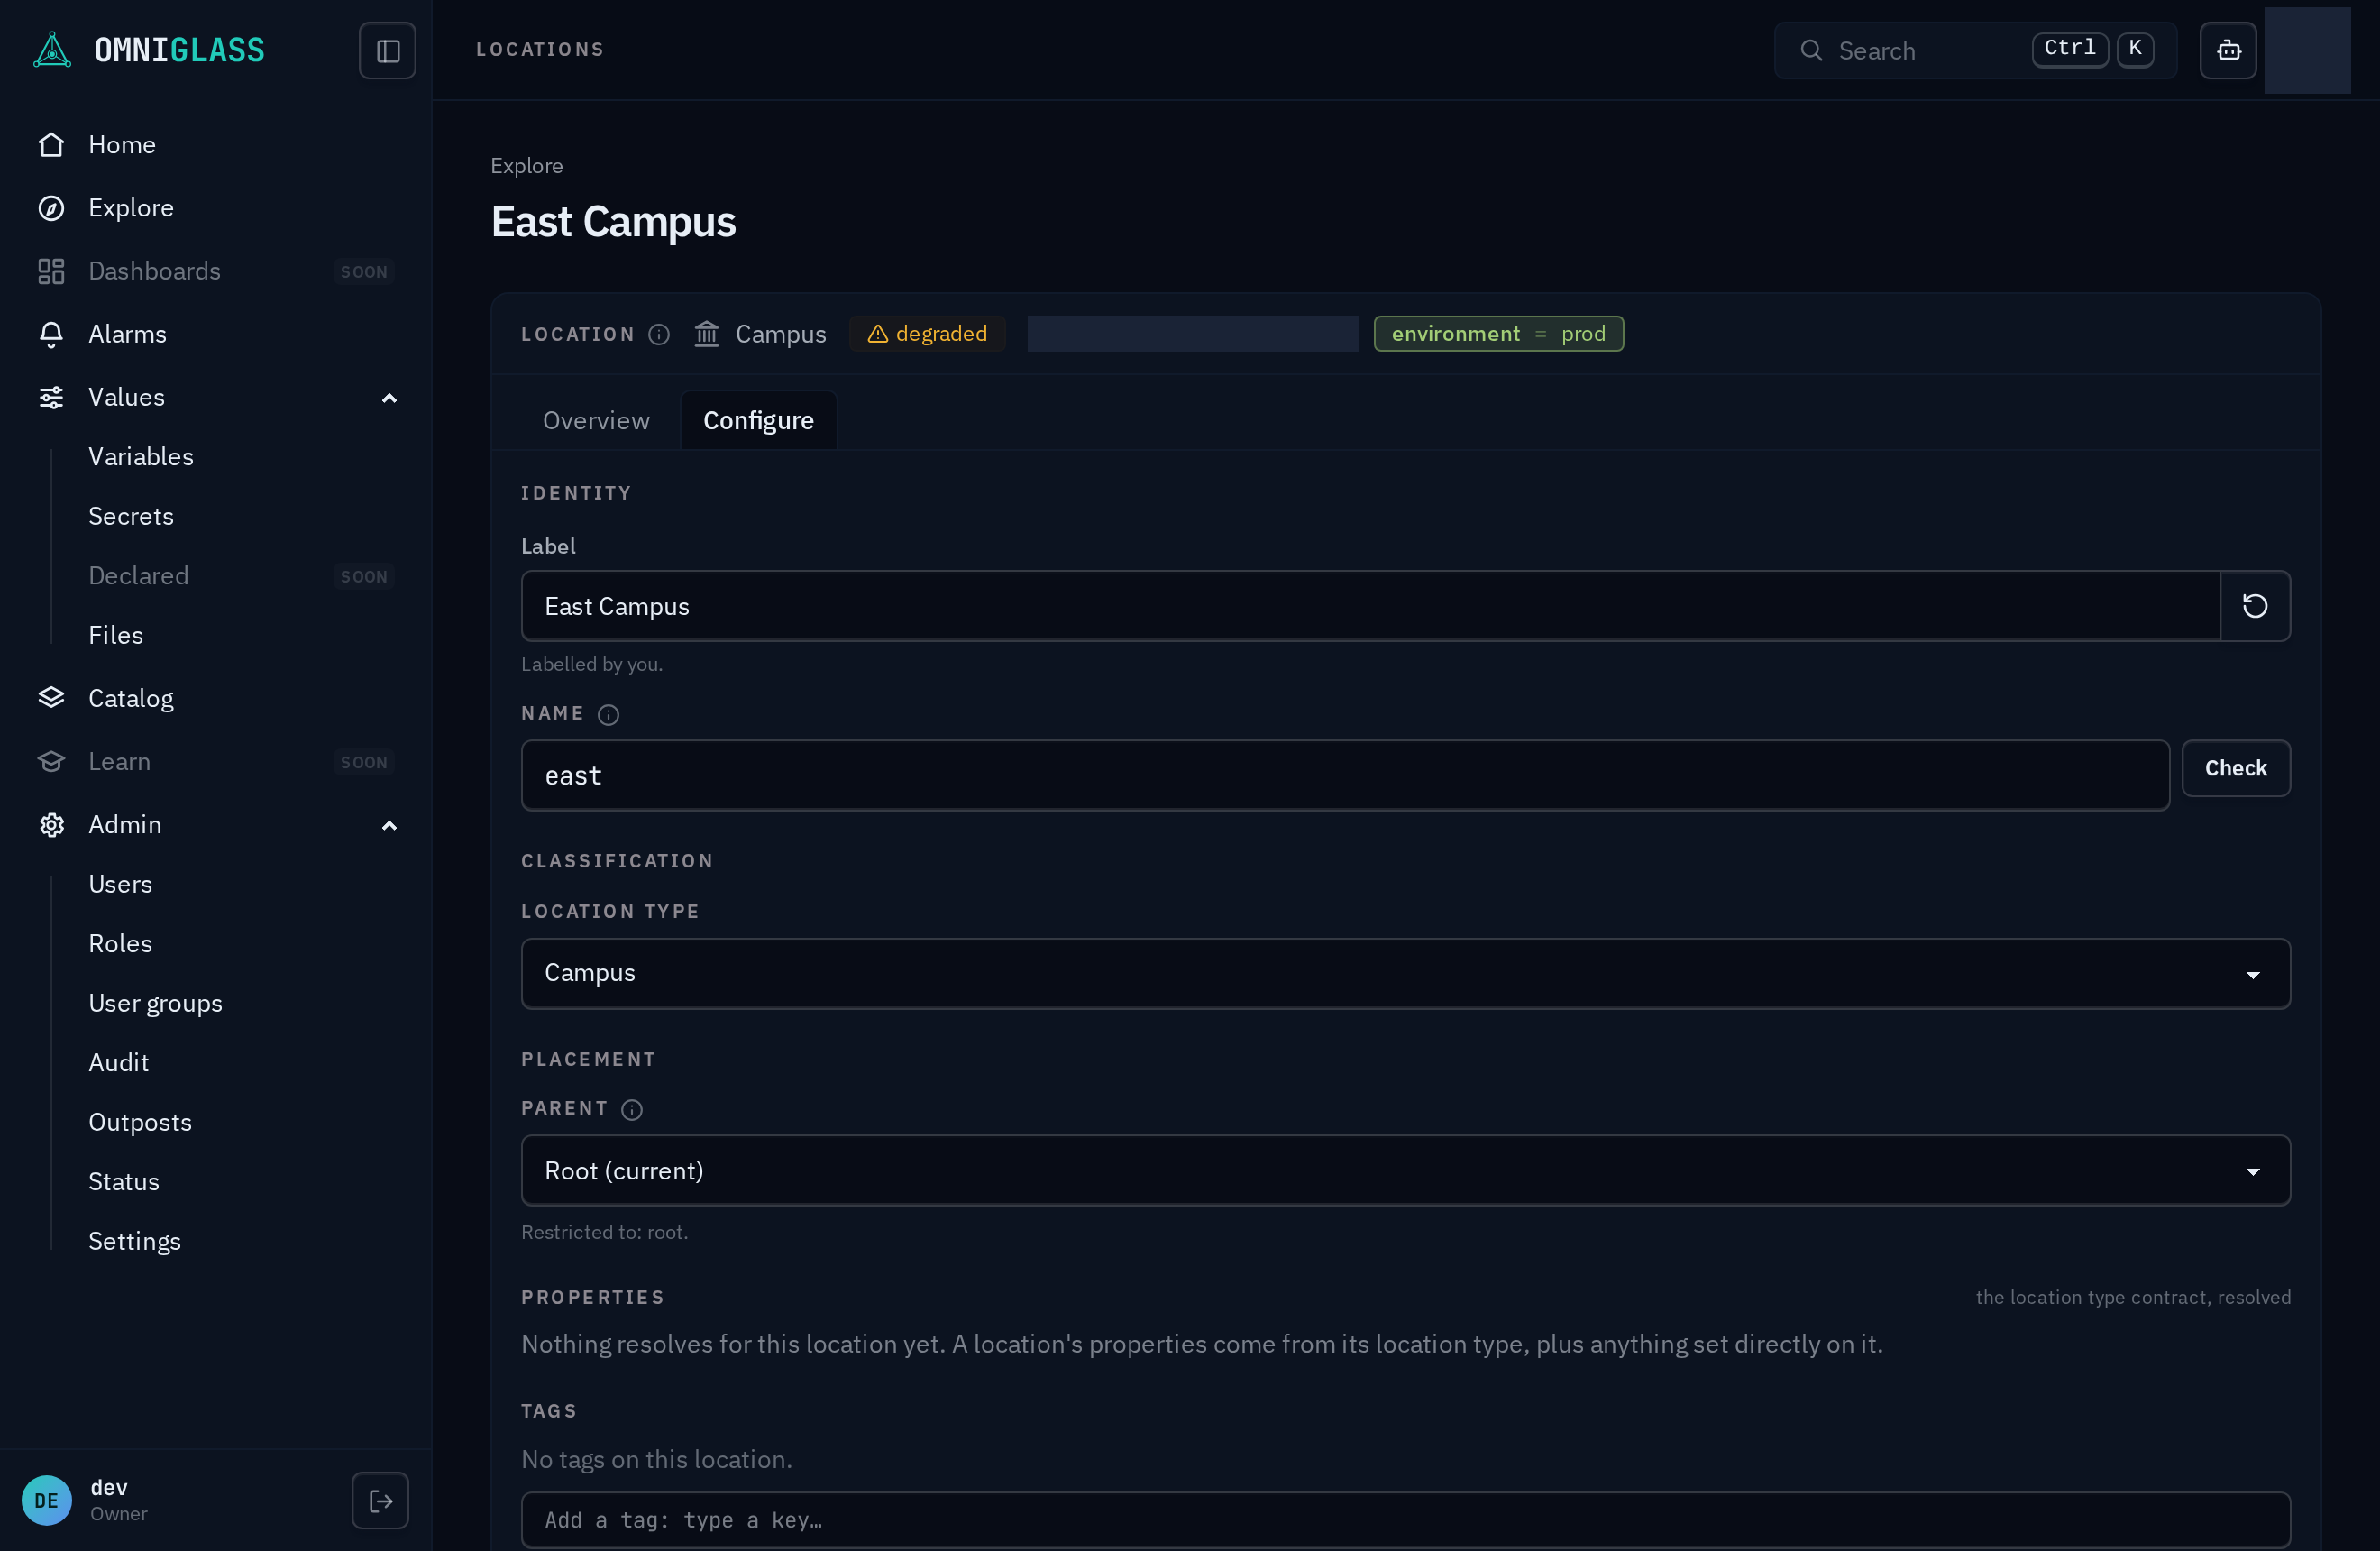 OMNIGLASS
Home
Explore
Dashboards SOON
Alarms
Values
Variables
Secrets
Declared SOON
Files
Catalog
Learn SOON
Admin
Users
Roles
User groups
Audit
Outposts
Status
Settings
DE dev
Owner
LOCATIONS
Search Ctrl K
Explore
East Campus
LOCATION Campus degraded environment = prod
Overview Configure
IDENTITY
Label
East Campus
Labelled by you.
NAME
east Check
CLASSIFICATION
LOCATION TYPE
Campus
PLACEMENT
PARENT
Root (current)
Restricted to: root.
PROPERTIES the location type contract, resolved
Nothing resolves for this location yet. A location's properties come from its location type, plus anything set directly on it.
TAGS
No tags on this location.
Add a tag: type a key…